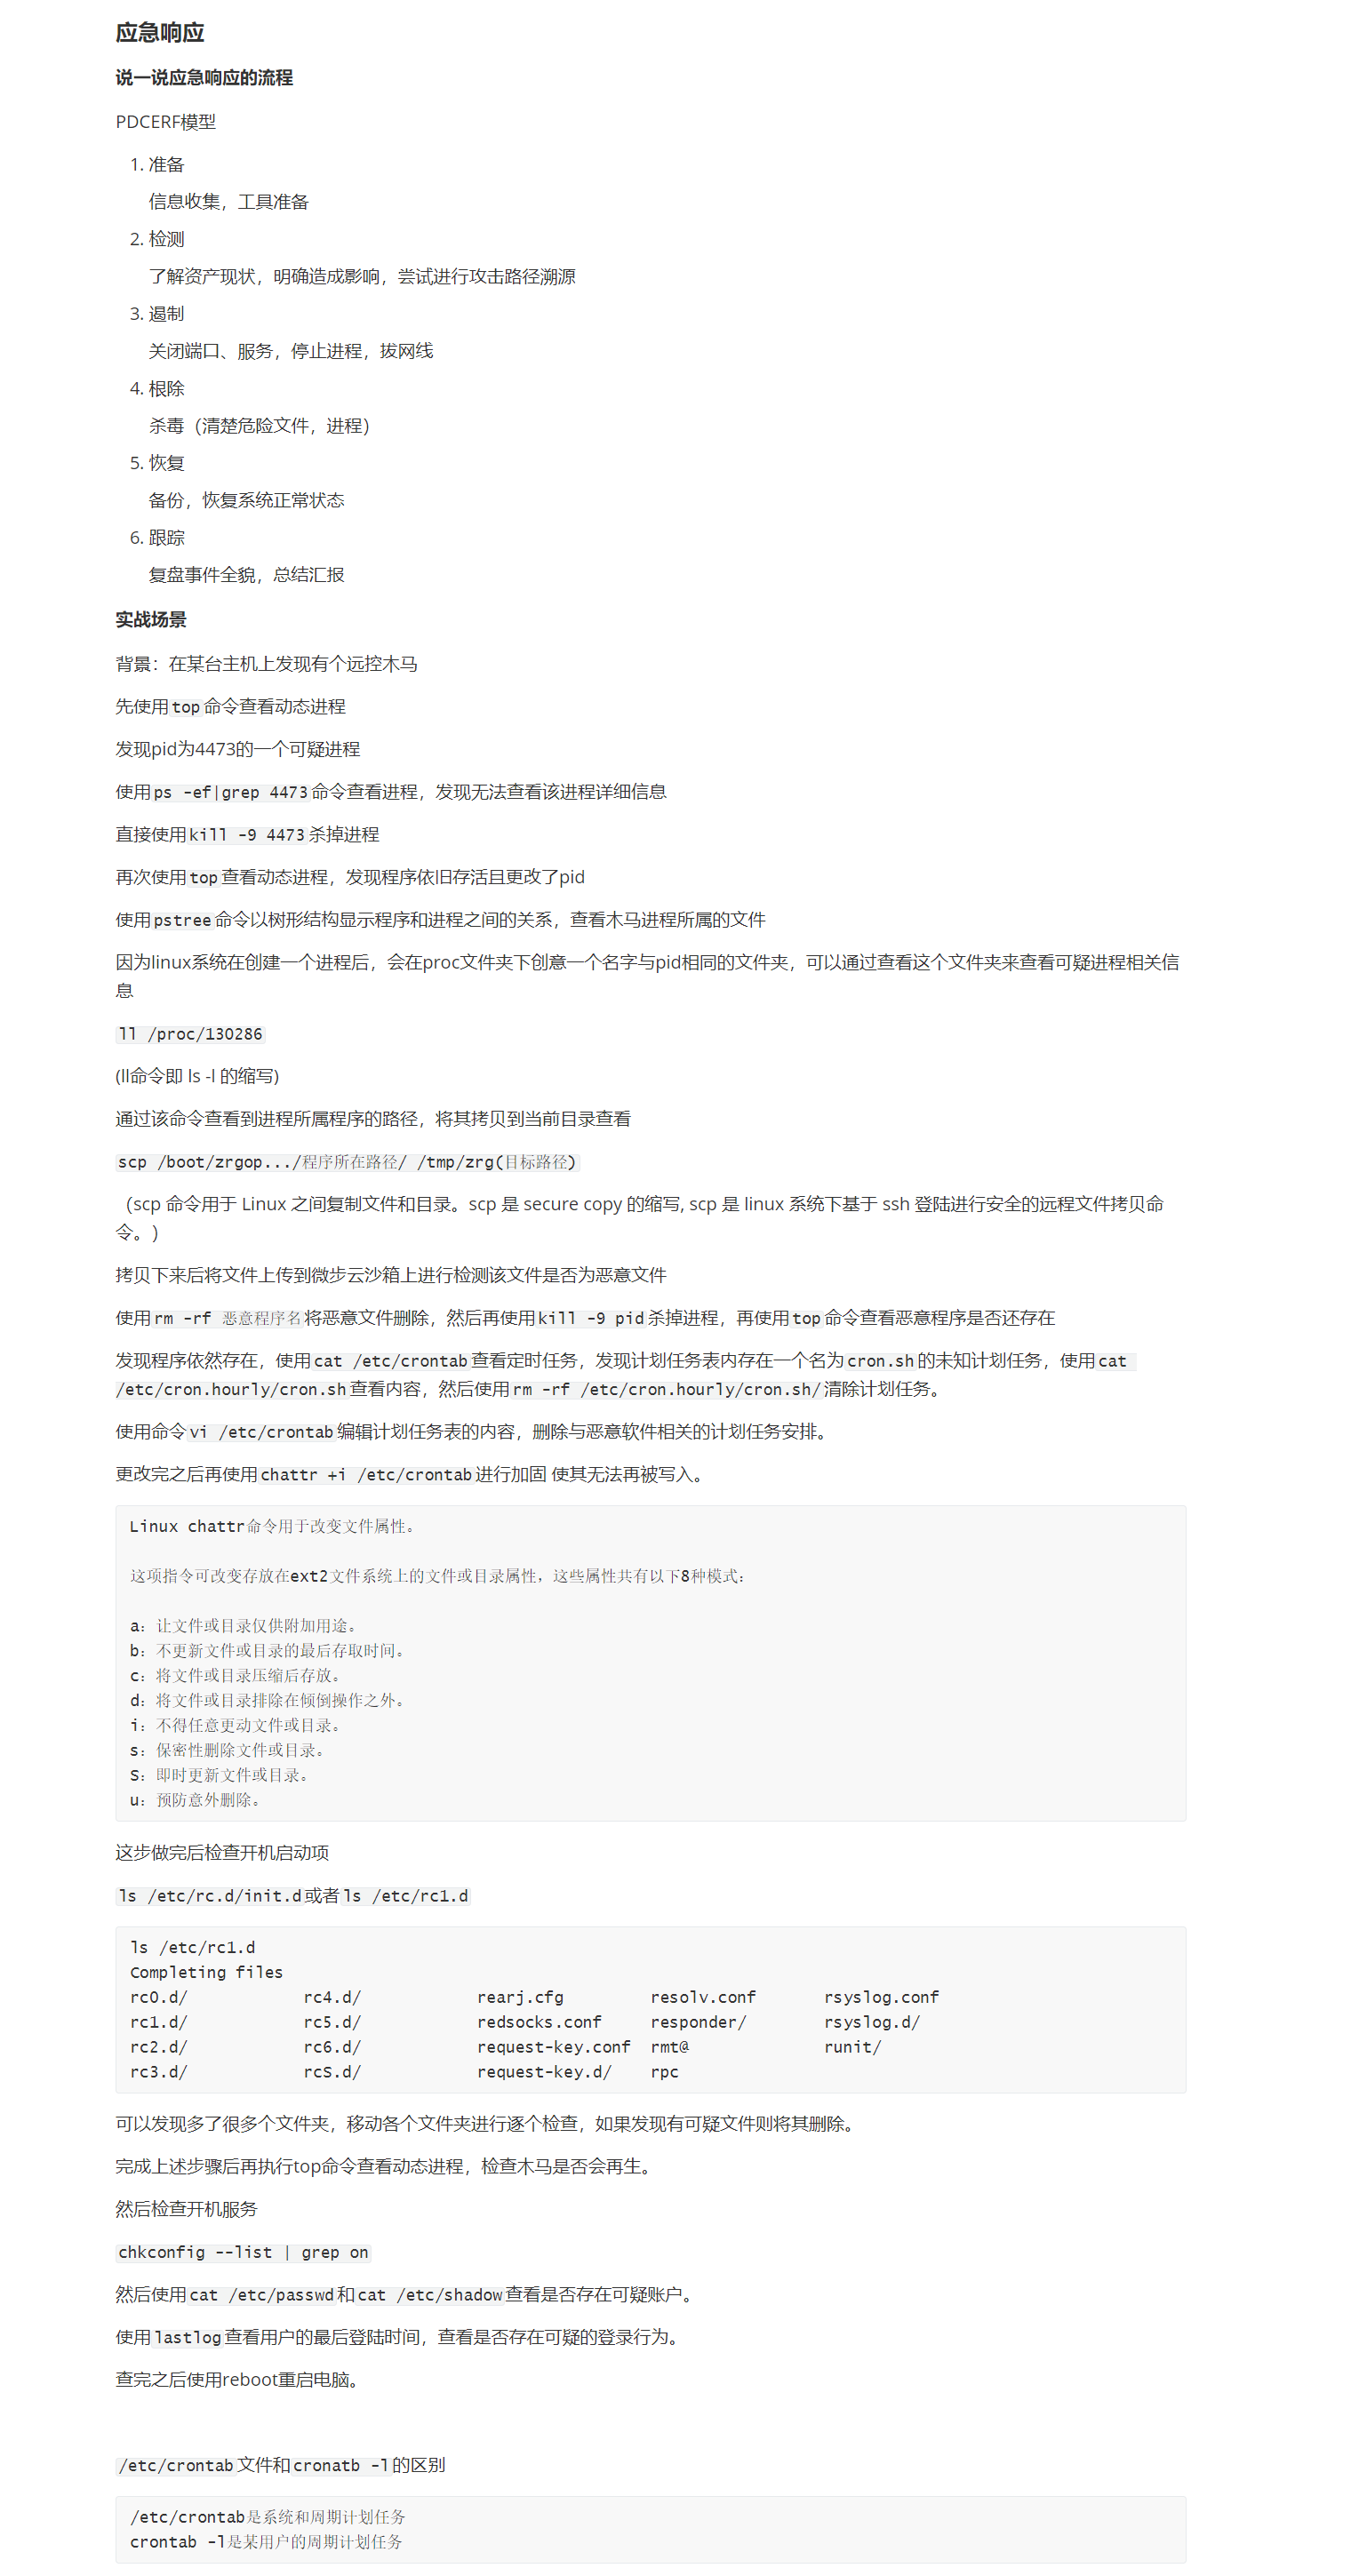 应急响应
说一说应急响应的流程
PDCERF模型
1. 准备
信息收集，工具准备
2. 检测
了解资产现状，明确造成影响，尝试进行攻击路径溯源
3. 遏制
关闭端口、服务，停止进程，拔网线
4. 根除
杀毒（清楚危险文件，进程）
5. 恢复
备份，恢复系统正常状态
6. 跟踪
复盘事件全貌，总结汇报
实战场景
背景：在某台主机上发现有个远控木马
先使用top命令查看动态进程
发现pid为4473的一个可疑进程
使用ps -ef|grep 4473命令查看进程，发现无法查看该进程详细信息
直接使用kill -9 4473杀掉进程
再次使用top查看动态进程，发现程序依旧存活且更改了pid
使用pstree命令以树形结构显示程序和进程之间的关系，查看木马进程所属的文件
因为linux系统在创建一个进程后，会在proc文件夹下创意一个名字与pid相同的文件夹，可以通过查看这个文件夹来查看可疑进程相关信
息
ll /proc/130286
(ll命令即 ls -l 的缩写)
通过该命令查看到进程所属程序的路径，将其拷贝到当前目录查看
scp /boot/zrgop.../程序所在路径/ /tmp/zrg(目标路径)
（scp 命令用于 Linux 之间复制文件和目录。scp 是 secure copy 的缩写, scp 是 linux 系统下基于 ssh 登陆进行安全的远程文件拷贝命
令。）
拷贝下来后将文件上传到微步云沙箱上进行检测该文件是否为恶意文件
使用rm -rf 恶意程序名将恶意文件删除，然后再使用kill -9 pid杀掉进程，再使用top命令查看恶意程序是否还存在
发现程序依然存在，使用cat /etc/crontab查看定时任务，发现计划任务表内存在一个名为cron.sh的未知计划任务，使用cat
/etc/cron.hourly/cron.sh查看内容，然后使用rm -rf /etc/cron.hourly/cron.sh/清除计划任务。
使用命令vi /etc/crontab编辑计划任务表的内容，删除与恶意软件相关的计划任务安排。
更改完之后再使用chattr +i /etc/crontab进行加固 使其无法再被写入。
Linux chattr命令用于改变文件属性。
这项指令可改变存放在ext2文件系统上的文件或目录属性，这些属性共有以下8种模式：
a：让文件或目录仅供附加用途。
b：不更新文件或目录的最后存取时间。
c：将文件或目录压缩后存放。
d：将文件或目录排除在倾倒操作之外。
i：不得任意更动文件或目录。
s：保密性删除文件或目录。
S：即时更新文件或目录。
u：预防意外删除。
这步做完后检查开机启动项
ls /etc/rc.d/init.d或者ls /etc/rc1.d
ls /etc/rc1.d
Completing files
rc0.d/ rc4.d/ rearj.cfg resolv.conf rsyslog.conf
rc1.d/ rc5.d/ redsocks.conf responder/ rsyslog.d/
rc2.d/ rc6.d/ request-key.conf rmt@ runit/
rc3.d/ rcS.d/ request-key.d/ rpc
可以发现多了很多个文件夹，移动各个文件夹进行逐个检查，如果发现有可疑文件则将其删除。
完成上述步骤后再执行top命令查看动态进程，检查木马是否会再生。
然后检查开机服务
chkconfig --list | grep on
然后使用cat /etc/passwd和cat /etc/shadow查看是否存在可疑账户。
使用lastlog查看用户的最后登陆时间，查看是否存在可疑的登录行为。
查完之后使用reboot重启电脑。
/etc/crontab文件和cronatb -l的区别
/etc/crontab是系统和周期计划任务
crontab -l是某用户的周期计划任务